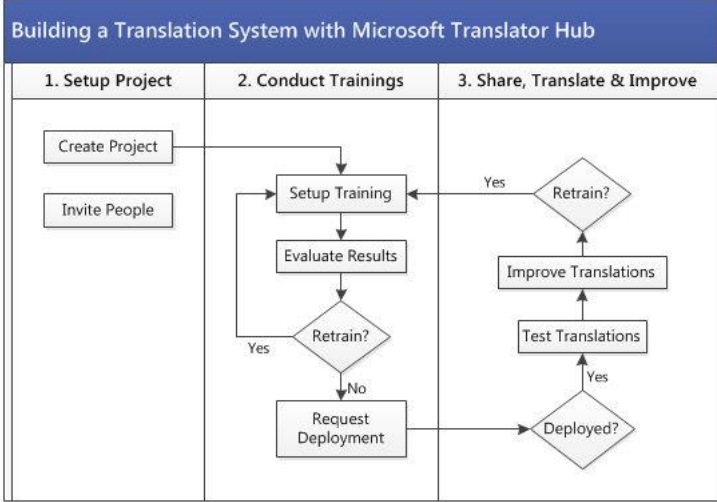 Building a Translation System with Microsoft Translator Hub
1. Setup Project
2. Conduct Trainings
3. Share, Translate & Improve
Create Project
Invite People
Setup Training
Evaluate Results
Retrain?
Yes
No
Request
Deployment
Yes
Retrain?
Improve Translations
Test Translations
Yes
Deployed?